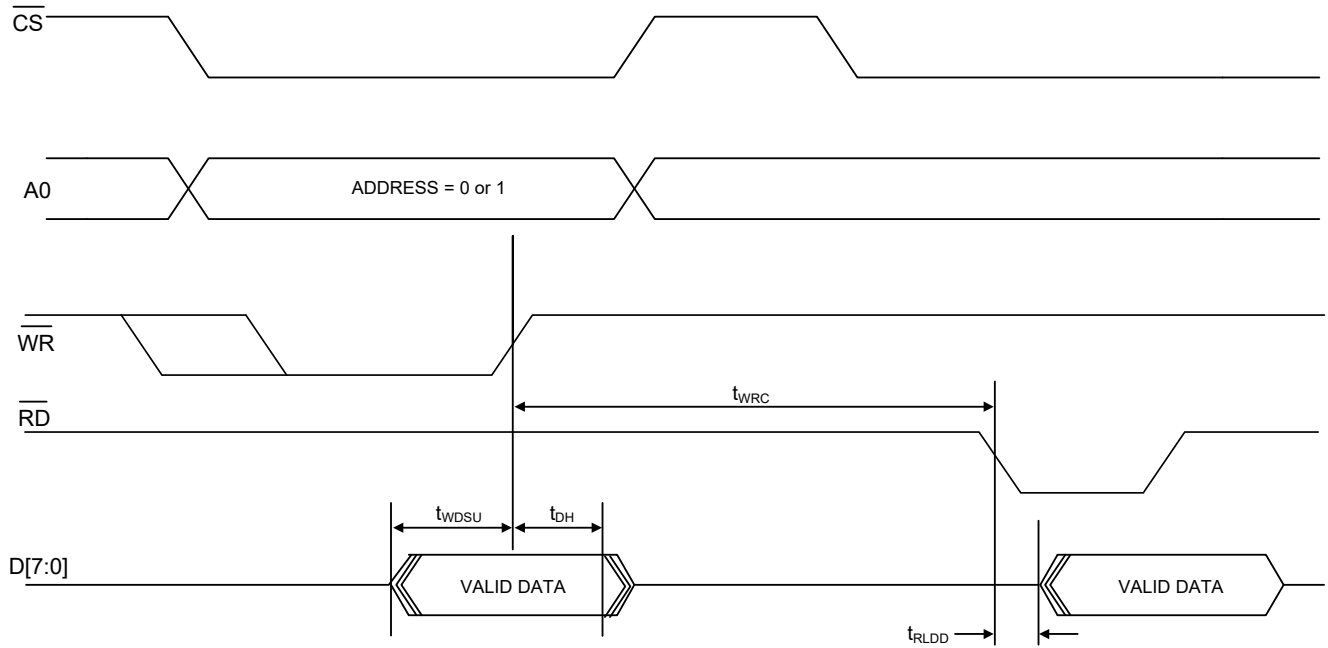 CS
A0
ADDRESS = 0 or 1
WR
tWRC
RD
tWDSU
tDH
D[7:0]
VALID DATA
VALID DATA
tRLDD